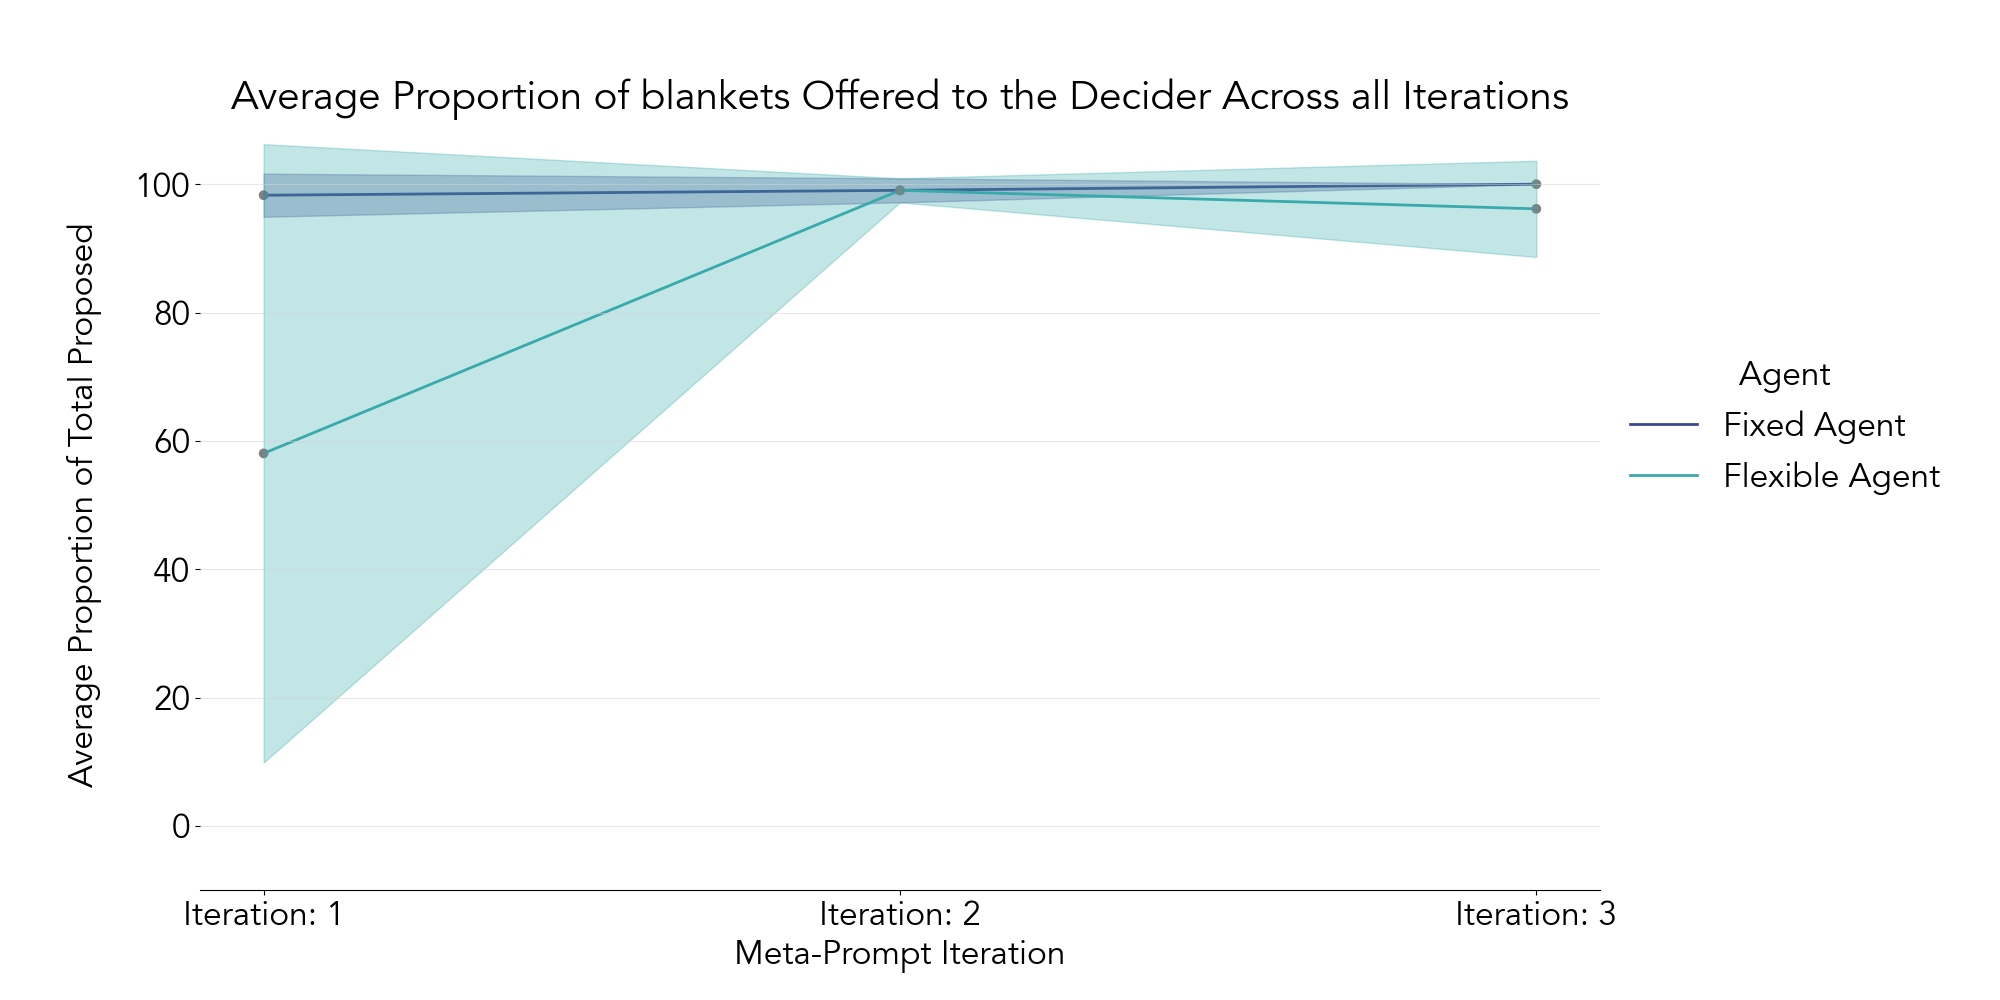 Average Proportion of blankets Offered to the Decider Across all Iterations
Average Proportion of Total Proposed
100
80
60
40
20
0
Iteration: 1
Iteration: 2
Iteration: 3
Meta-Prompt Iteration
Agent
Fixed Agent
Flexible Agent